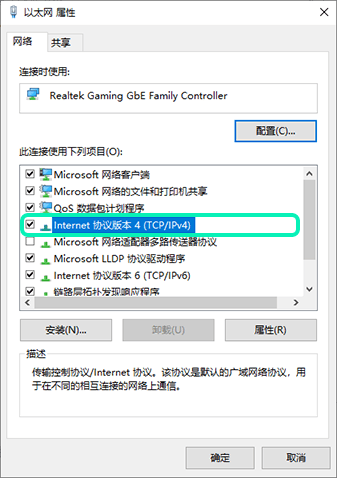 以太网 属性
网络
共享
连接时使用:
Realtek Gaming GbE Family Controller
配置(C)...
此连接使用下列项目(O):
Microsoft 网络客户端
Microsoft 网络的文件和打印机共享
QoS 数据包计划程序
Internet 协议版本 4 (TCP/IPv4)
Microsoft 网络适配器多路传送器协议
Microsoft LLDP 协议驱动程序
Internet 协议版本 6 (TCP/IPv6)
链路层拓扑发现响应程序
安装(N)...
卸载(U)
属性(R)
描述
传输控制协议/Internet 协议。该协议是默认的广域网络协议，用
于在不同的相互连接的网络上通信。
确定
取消